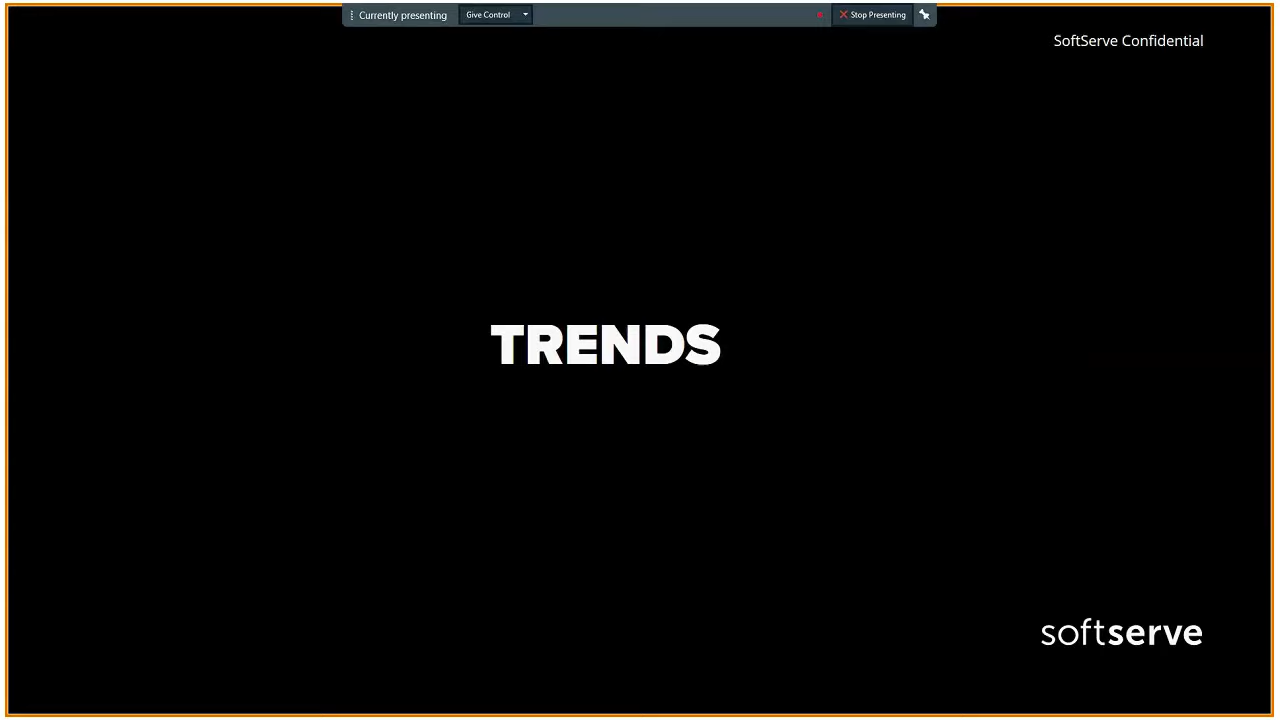 Currently presenting
Give Control
Stop Presenting
SoftServe Confidential
TRENDS
softserve